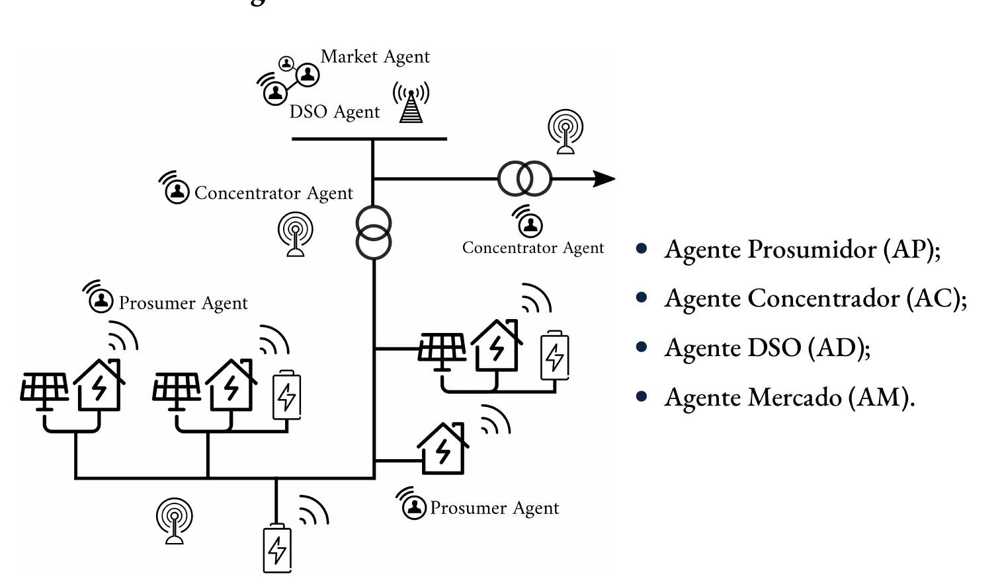 Market Agent
DSO Agent
Concentrator Agent
Concentrator Agent
Prosumer Agent
Prosumer Agent
• Agente Prosumidor (AP);
• Agente Concentrador (AC);
• Agente DSO (AD);
• Agente Mercado (AM).